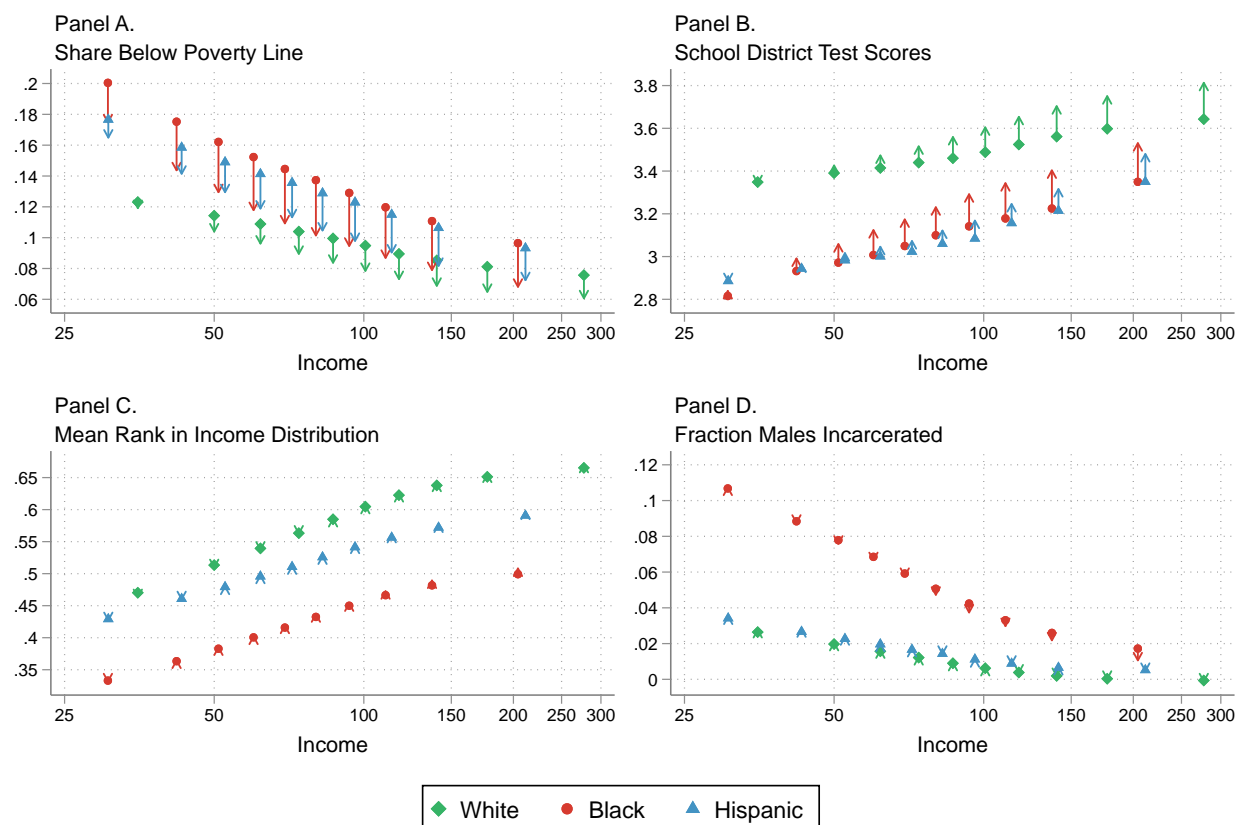 Panel A.
Share Below Poverty Line
.2
.18
.16
.14
.12
.1
.08
.06
25 50 100 150 200 250 300
Income
Panel B.
School District Test Scores
3.8
3.6
3.4
3.2
3
2.8
25 50 100 150 200 250 300
Income
Panel C.
Mean Rank in Income Distribution
.65
.6
.55
.5
.45
.4
.35
25 50 100 150 200 250 300
Income
Panel D.
Fraction Males Incarcerated
.12
.1
.08
.06
.04
.02
0
25 50 100 150 200 250 300
Income
White Black Hispanic